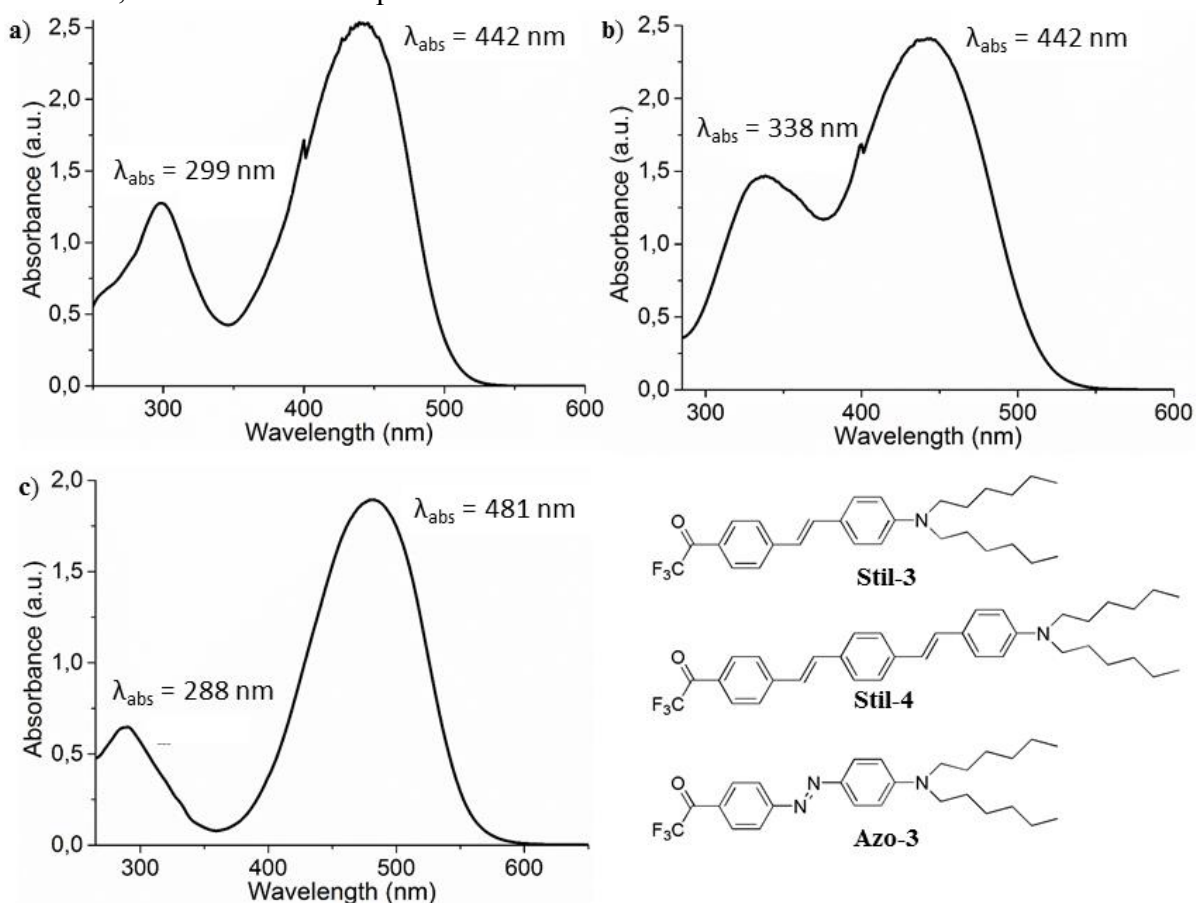 a)
λabs = 442 nm
λabs = 299 nm
2,5
2,0
1,5
1,0
0,5
0,0
Absorbance (a.u.)
300
400
500
600
Wavelength (nm)
b)
λabs = 442 nm
λabs = 338 nm
2,5
2,0
1,5
1,0
0,5
0,0
Absorbance (a.u.)
300
400
500
600
Wavelength (nm)
c)
λabs = 481 nm
λabs = 288 nm
2,0
1,5
1,0
0,5
0,0
Absorbance (a.u.)
300
400
500
600
Wavelength (nm)
O
F3C
N
Stil-3
O
F3C
N
Stil-4
O
F3C
N
N
N
Azo-3